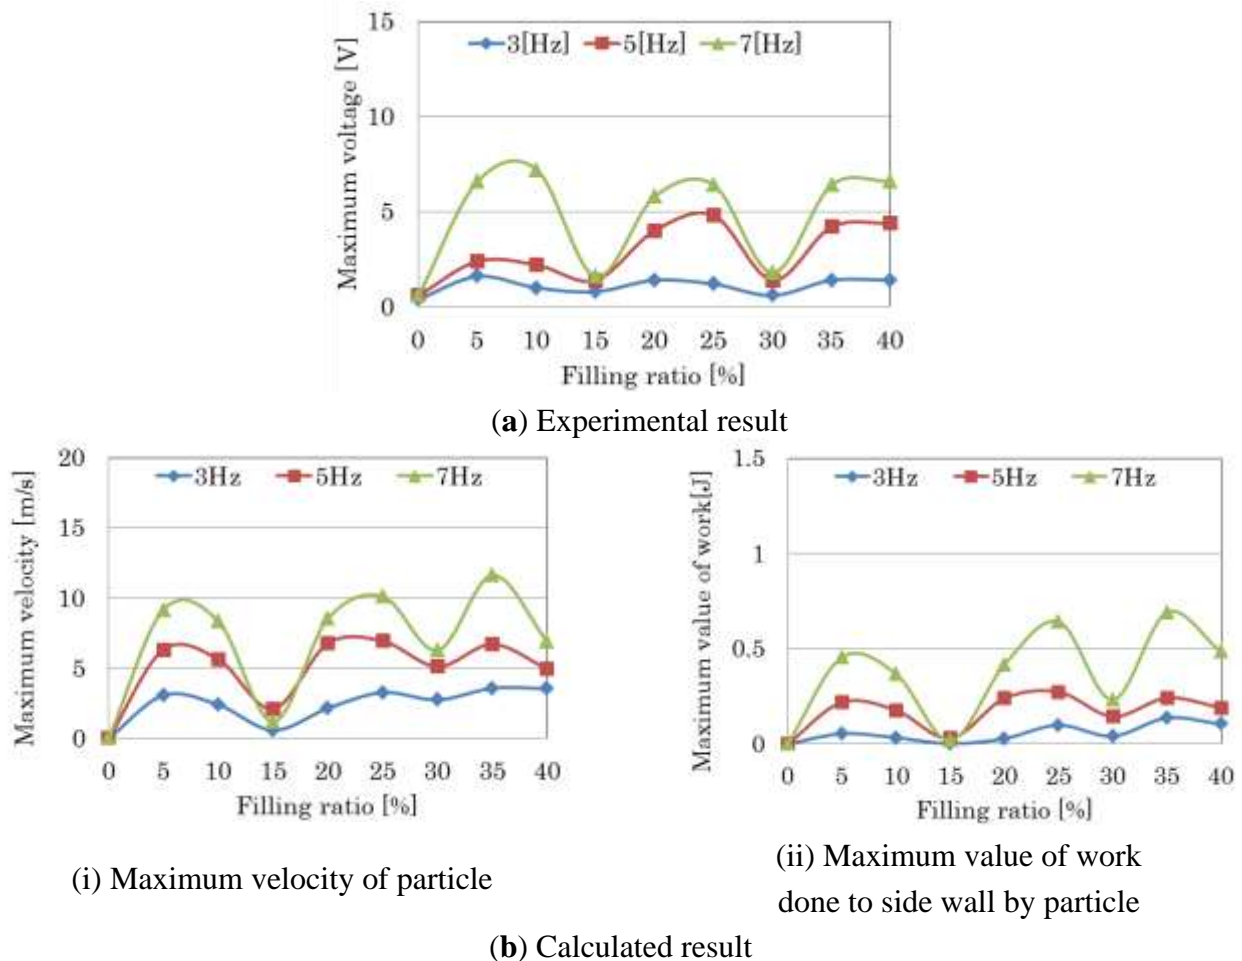 15
3[Hz] 5[Hz] 7[Hz]
10
5
0
Maximum voltage [V]
0 5 10 15 20 25 30 35 40
Filling ratio [%]
(a) Experimental result
20
3Hz 5Hz 7Hz
15
10
5
0
Maximum velocity [m/s]
0 5 10 15 20 25 30 35 40
Filling ratio [%]
(i) Maximum velocity of particle
1.5
3Hz 5Hz 7Hz
1
0.5
0
Maximum value of work[J]
0 5 10 15 20 25 30 35 40
Filling ratio [%]
(ii) Maximum value of work
done to side wall by particle
(b) Calculated result